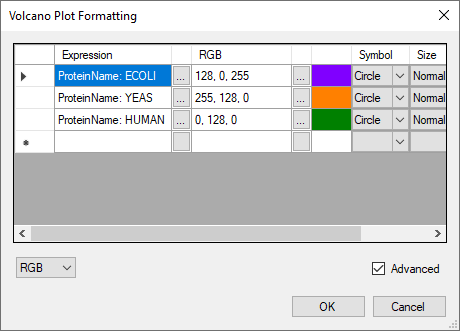 Volcano Plot Formatting
Expression RGB Symbol Size
ProteinName: ECOLI ... 128, 0, 255 ... Circle Normal
ProteinName: YEAS ... 255, 128, 0 ... Circle Normal
ProteinName: HUMAN ... 0, 128, 0 ... Circle Normal
... ...
RGB Advanced
OK Cancel